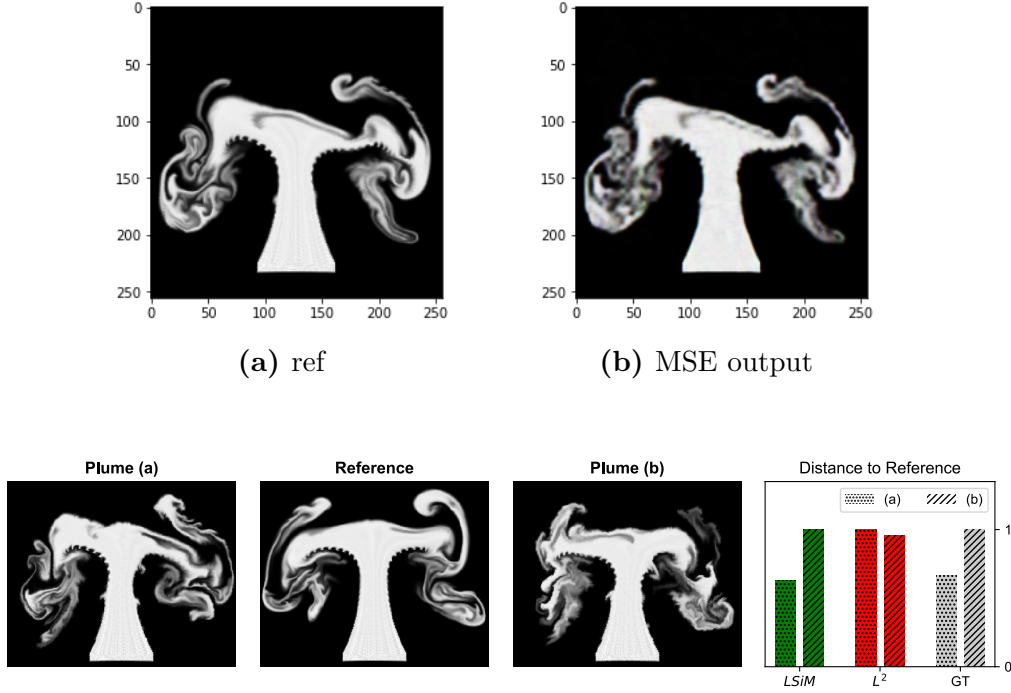 0
50
100
150
200
250
0 50 100 150 200 250
(a) ref
0
50
100
150
200
250
0 50 100 150 200 250
(b) MSE output
Plume (a)
Reference
Plume (b)
Distance to Reference
(a) (b)
1
0
LSiM L² GT